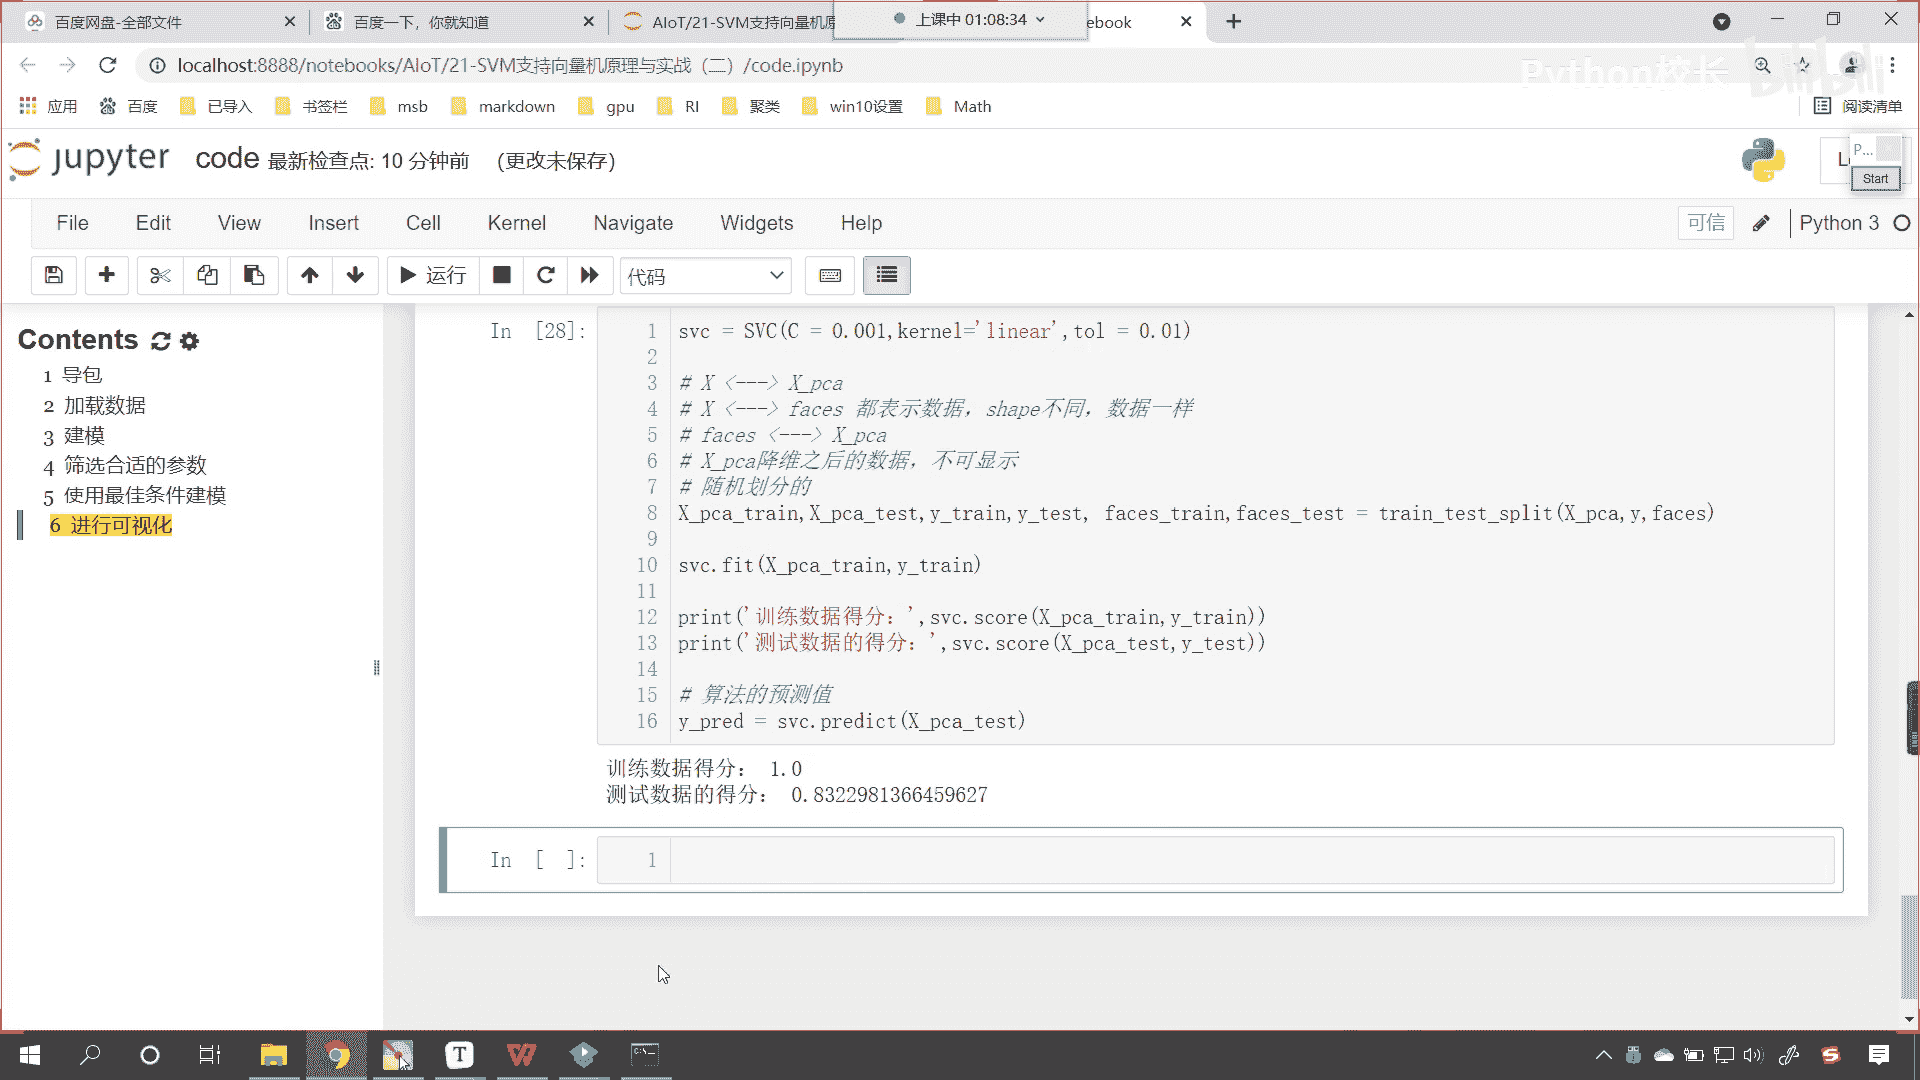 百度网盘-全部文件
百度一下，你就知道
AIoT/21-SVM支持向量机原
上课中 01:08:34
ebook
localhost:8888/notebooks/AIoT/21-SVM支持向量机原理与实战（二）/code.ipynb
Python校长
bilibili
应用
百度
已导入
书签栏
msb
markdown
gpu
RI
聚类
win10设置
Math
阅读清单
jupyter
code 最新检查点: 10 分钟前 (更改未保存)
P...
Start
File Edit View Insert Cell Kernel Navigate Widgets Help
可信
Python 3
运行
代码
Contents
1 导包
2 加载数据
3 建模
4 筛选合适的参数
5 使用最佳条件建模
6 进行可视化
In [28]:
1 svc = SVC(C = 0.001,kernel='linear',tol = 0.01)
2
3 # X <---> X_pca
4 # X <---> faces 都表示数据，shape不同，数据一样
5 # faces <---> X_pca
6 # X_pca降维之后的数据，不可显示
7 # 随机划分的
8 X_pca_train,X_pca_test,y_train,y_test, faces_train,faces_test = train_test_split(X_pca,y,faces)
9
10 svc.fit(X_pca_train,y_train)
11
12 print('训练数据得分：',svc.score(X_pca_train,y_train))
13 print('测试数据的得分：',svc.score(X_pca_test,y_test))
14
15 # 算法的预测值
16 y_pred = svc.predict(X_pca_test)
训练数据得分： 1.0
测试数据的得分： 0.8322981366459627
In [ ]:
1